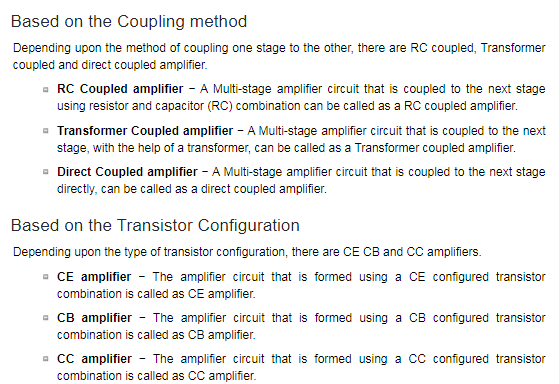 Based on the Coupling method
Depending upon the method of coupling one stage to the other, there are RC coupled, Transformer
coupled and direct coupled amplifier.
RC Coupled amplifier − A Multi-stage amplifier circuit that is coupled to the next stage
using resistor and capacitor (RC) combination can be called as a RC coupled amplifier.
Transformer Coupled amplifier − A Multi-stage amplifier circuit that is coupled to the next
stage, with the help of a transformer, can be called as a Transformer coupled amplifier.
Direct Coupled amplifier − A Multi-stage amplifier circuit that is coupled to the next stage
directly, can be called as a direct coupled amplifier.
Based on the Transistor Configuration
Depending upon the type of transistor configuration, there are CE CB and CC amplifiers.
CE amplifier − The amplifier circuit that is formed using a CE configured transistor
combination is called as CE amplifier.
CB amplifier − The amplifier circuit that is formed using a CB configured transistor
combination is called as CB amplifier.
CC amplifier − The amplifier circuit that is formed using a CC configured transistor
combination is called as CC amplifier.